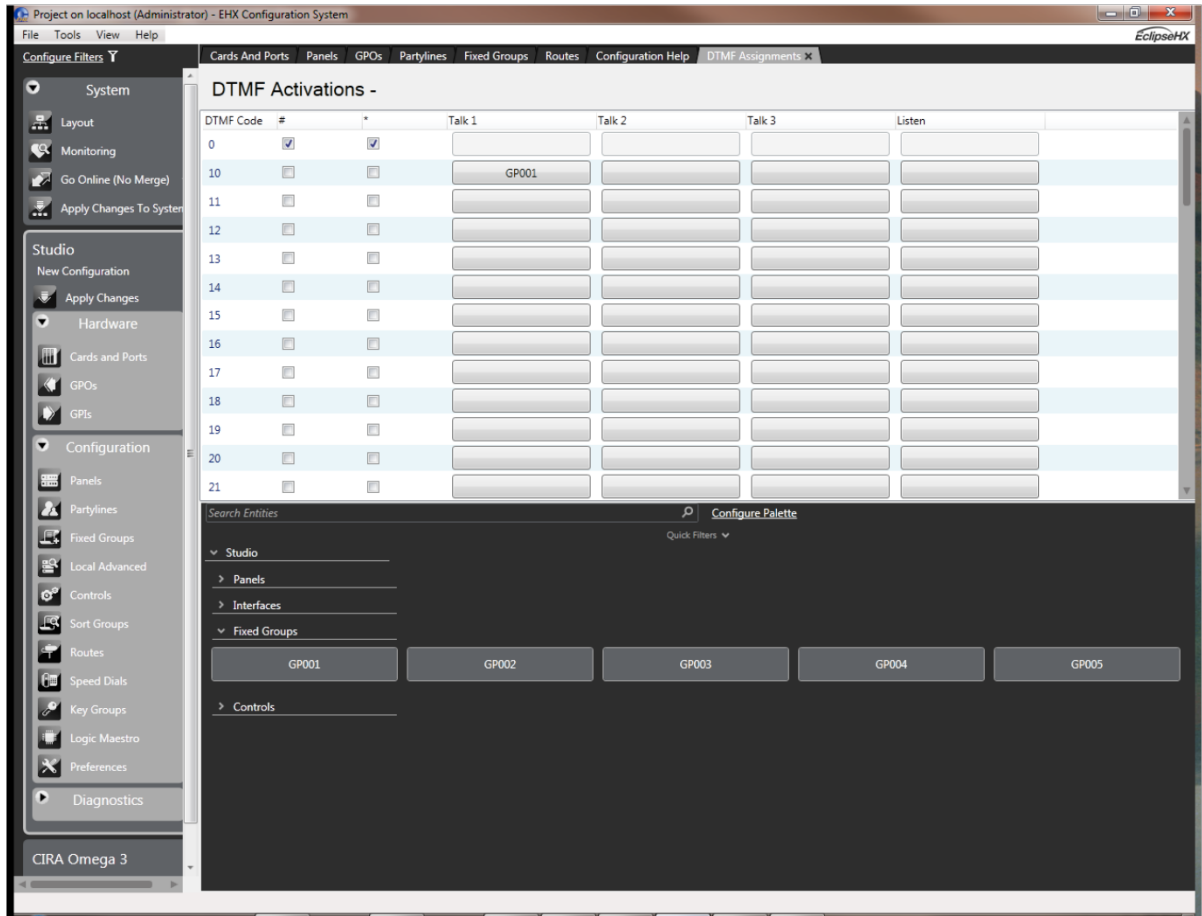 Project on localhost (Administrator) - EHX Configuration System
File Tools View Help
EclipseHX
Configure Filters
Cards And Ports Panels GPOs Partylines Fixed Groups Routes Configuration Help DTMF Assignments
System
Layout
Monitoring
Go Online (No Merge)
Apply Changes To System
Studio
New Configuration
Apply Changes
Hardware
Cards and Ports
GPOs
GPIs
Configuration
Panels
Partylines
Fixed Groups
Local Advanced
Controls
Sort Groups
Routes
Speed Dials
Key Groups
Logic Maestro
Preferences
Diagnostics
CIRA Omega 3
DTMF Activations -
DTMF Code # * Talk 1 Talk 2 Talk 3 Listen
0
10 GP001
11
12
13
14
15
16
17
18
19
20
21
Search Entities Configure Palette
Quick Filters
Studio
Panels
Interfaces
Fixed Groups
GP001 GP002 GP003 GP004 GP005
Controls